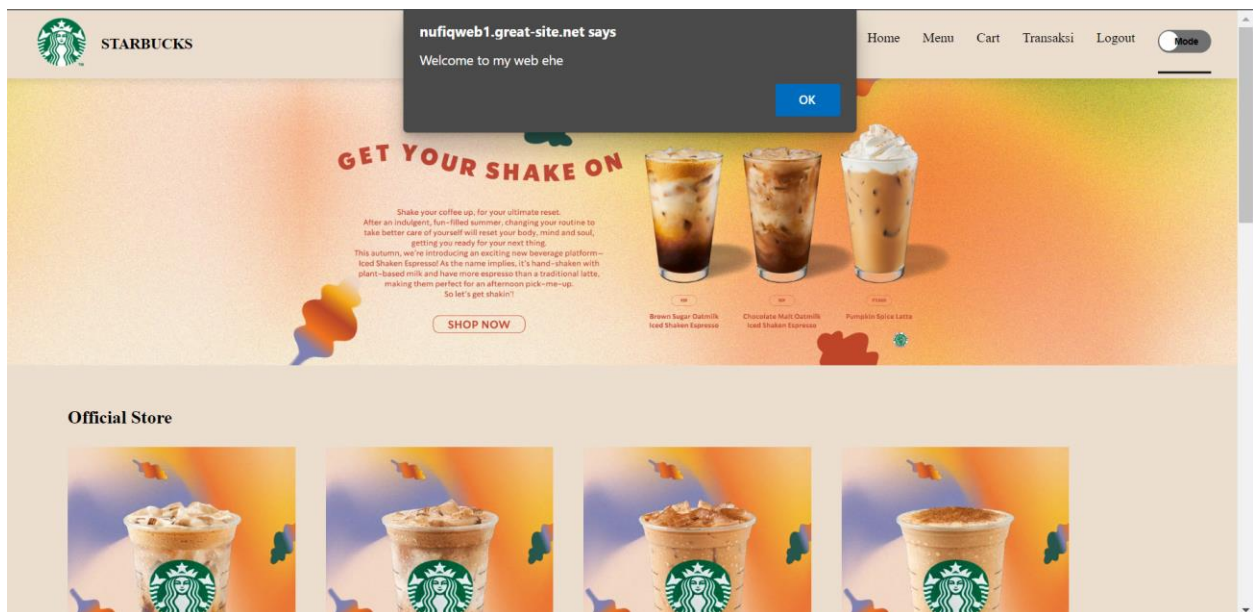 STARBUCKS
nufiqweb1.great-site.net says
Welcome to my web ehe
OK
Home Menu Cart Transaksi Logout Mode
GET YOUR SHAKE ON
Shake your coffee up, for your ultimate reset.
After an indulgent, fun-filled summer, changing your routine to
take better care of yourself will reset your body, mind and soul,
getting you ready for your next thing.
This autumn, we're introducing an exciting new beverage platform—
Iced Shaken Espresso! As the name implies, it's hand-shaken with
plant-based milk and have more espresso than a traditional latte,
making them perfect for an afternoon pick-me-up.
So let's get shakin'!
SHOP NOW
Brown Sugar Oatmilk
Iced Shaken Espresso
Chocolate Malt Oatmilk
Iced Shaken Espresso
Pumpkin Spice Latte
Official Store